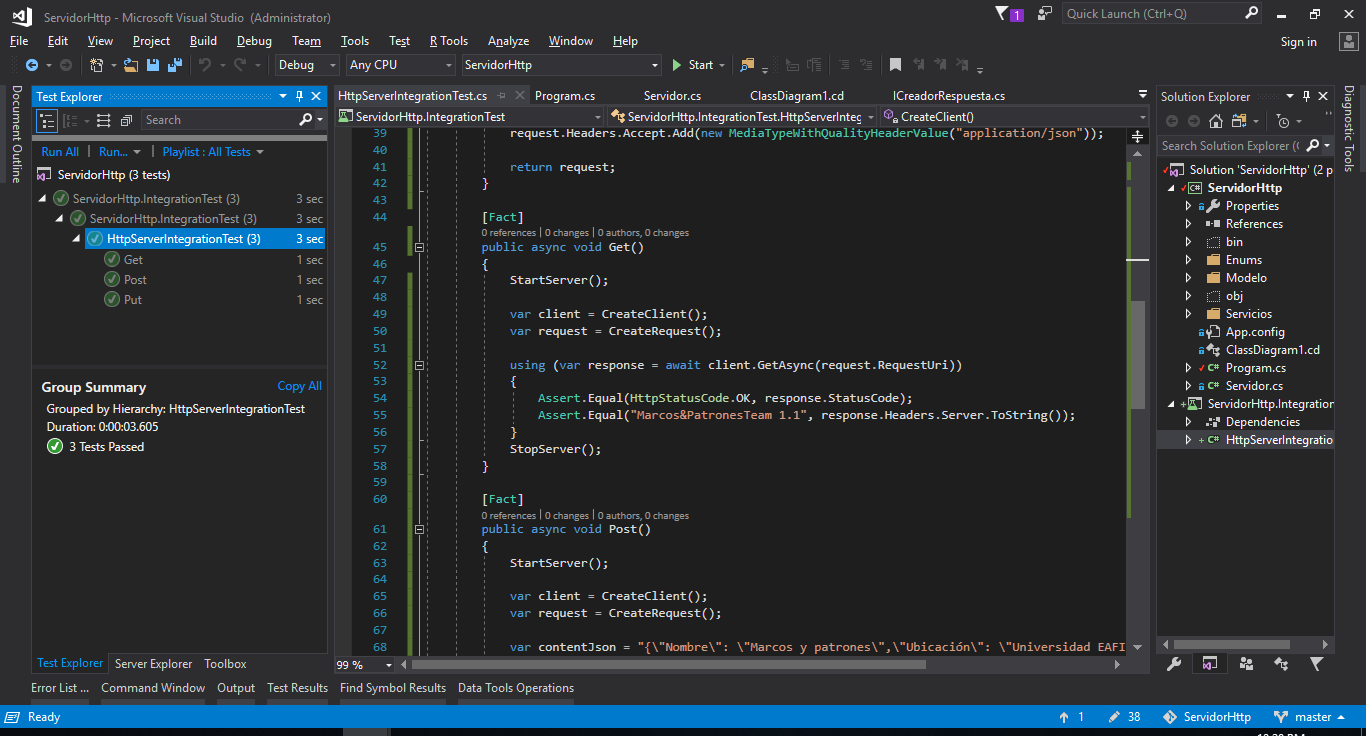 ServidorHttp - Microsoft Visual Studio (Administrator)
1
Quick Launch (Ctrl+Q)
File Edit View Project Build Debug Team Tools Test R Tools Analyze Window Help
Sign in
Debug Any CPU ServidorHttp Start
Document Outline
Test Explorer
Search
Run All | Run... | Playlist : All Tests
ServidorHttp (3 tests)
ServidorHttp.IntegrationTest (3) 3 sec
ServidorHttp.IntegrationTest (3) 3 sec
HttpServerIntegrationTest (3) 3 sec
Get 1 sec
Post 1 sec
Put 1 sec
Group Summary
Copy All
Grouped by Hierarchy: HttpServerIntegrationTest
Duration: 0:00:03.605
3 Tests Passed
Test Explorer Server Explorer Toolbox
HttpServerIntegrationTest.cs Program.cs Servidor.cs ClassDiagram1.cd ICreadorRespuesta.cs
ServidorHttp.IntegrationTest ServidorHttp.IntegrationTest.HttpServerInteg CreateClient()
39 request.Headers.Accept.Add(new MediaTypeWithQualityHeaderValue("application/json"));
40
41 return request;
42 }
43
44 [Fact]
0 references | 0 changes | 0 authors, 0 changes
45 public async void Get()
46 {
47 StartServer();
48
49 var client = CreateClient();
50 var request = CreateRequest();
51
52 using (var response = await client.GetAsync(request.RequestUri))
53 {
54 Assert.Equal(HttpStatusCode.OK, response.StatusCode);
55 Assert.Equal("Marcos&PatronesTeam 1.1", response.Headers.Server.ToString());
56 }
57 StopServer();
58 }
59
60 [Fact]
0 references | 0 changes | 0 authors, 0 changes
61 public async void Post()
62 {
63 StartServer();
64
65 var client = CreateClient();
66 var request = CreateRequest();
67
68 var contentJson = "{\"Nombre\": \"Marcos y patrones\",\"Ubicación\": \"Universidad EAFI
99 %
Solution Explorer
Search Solution Explorer (
Solution 'ServidorHttp' (2 p
ServidorHttp
Properties
References
bin
Enums
Modelo
obj
Servicios
App.config
ClassDiagram1.cd
Program.cs
Servidor.cs
ServidorHttp.Integration
Dependencies
HttpServerIntegratio
Diagnostic Tools
Error List ... Command Window Output Test Results Find Symbol Results Data Tools Operations
Ready 1 38 ServidorHttp master